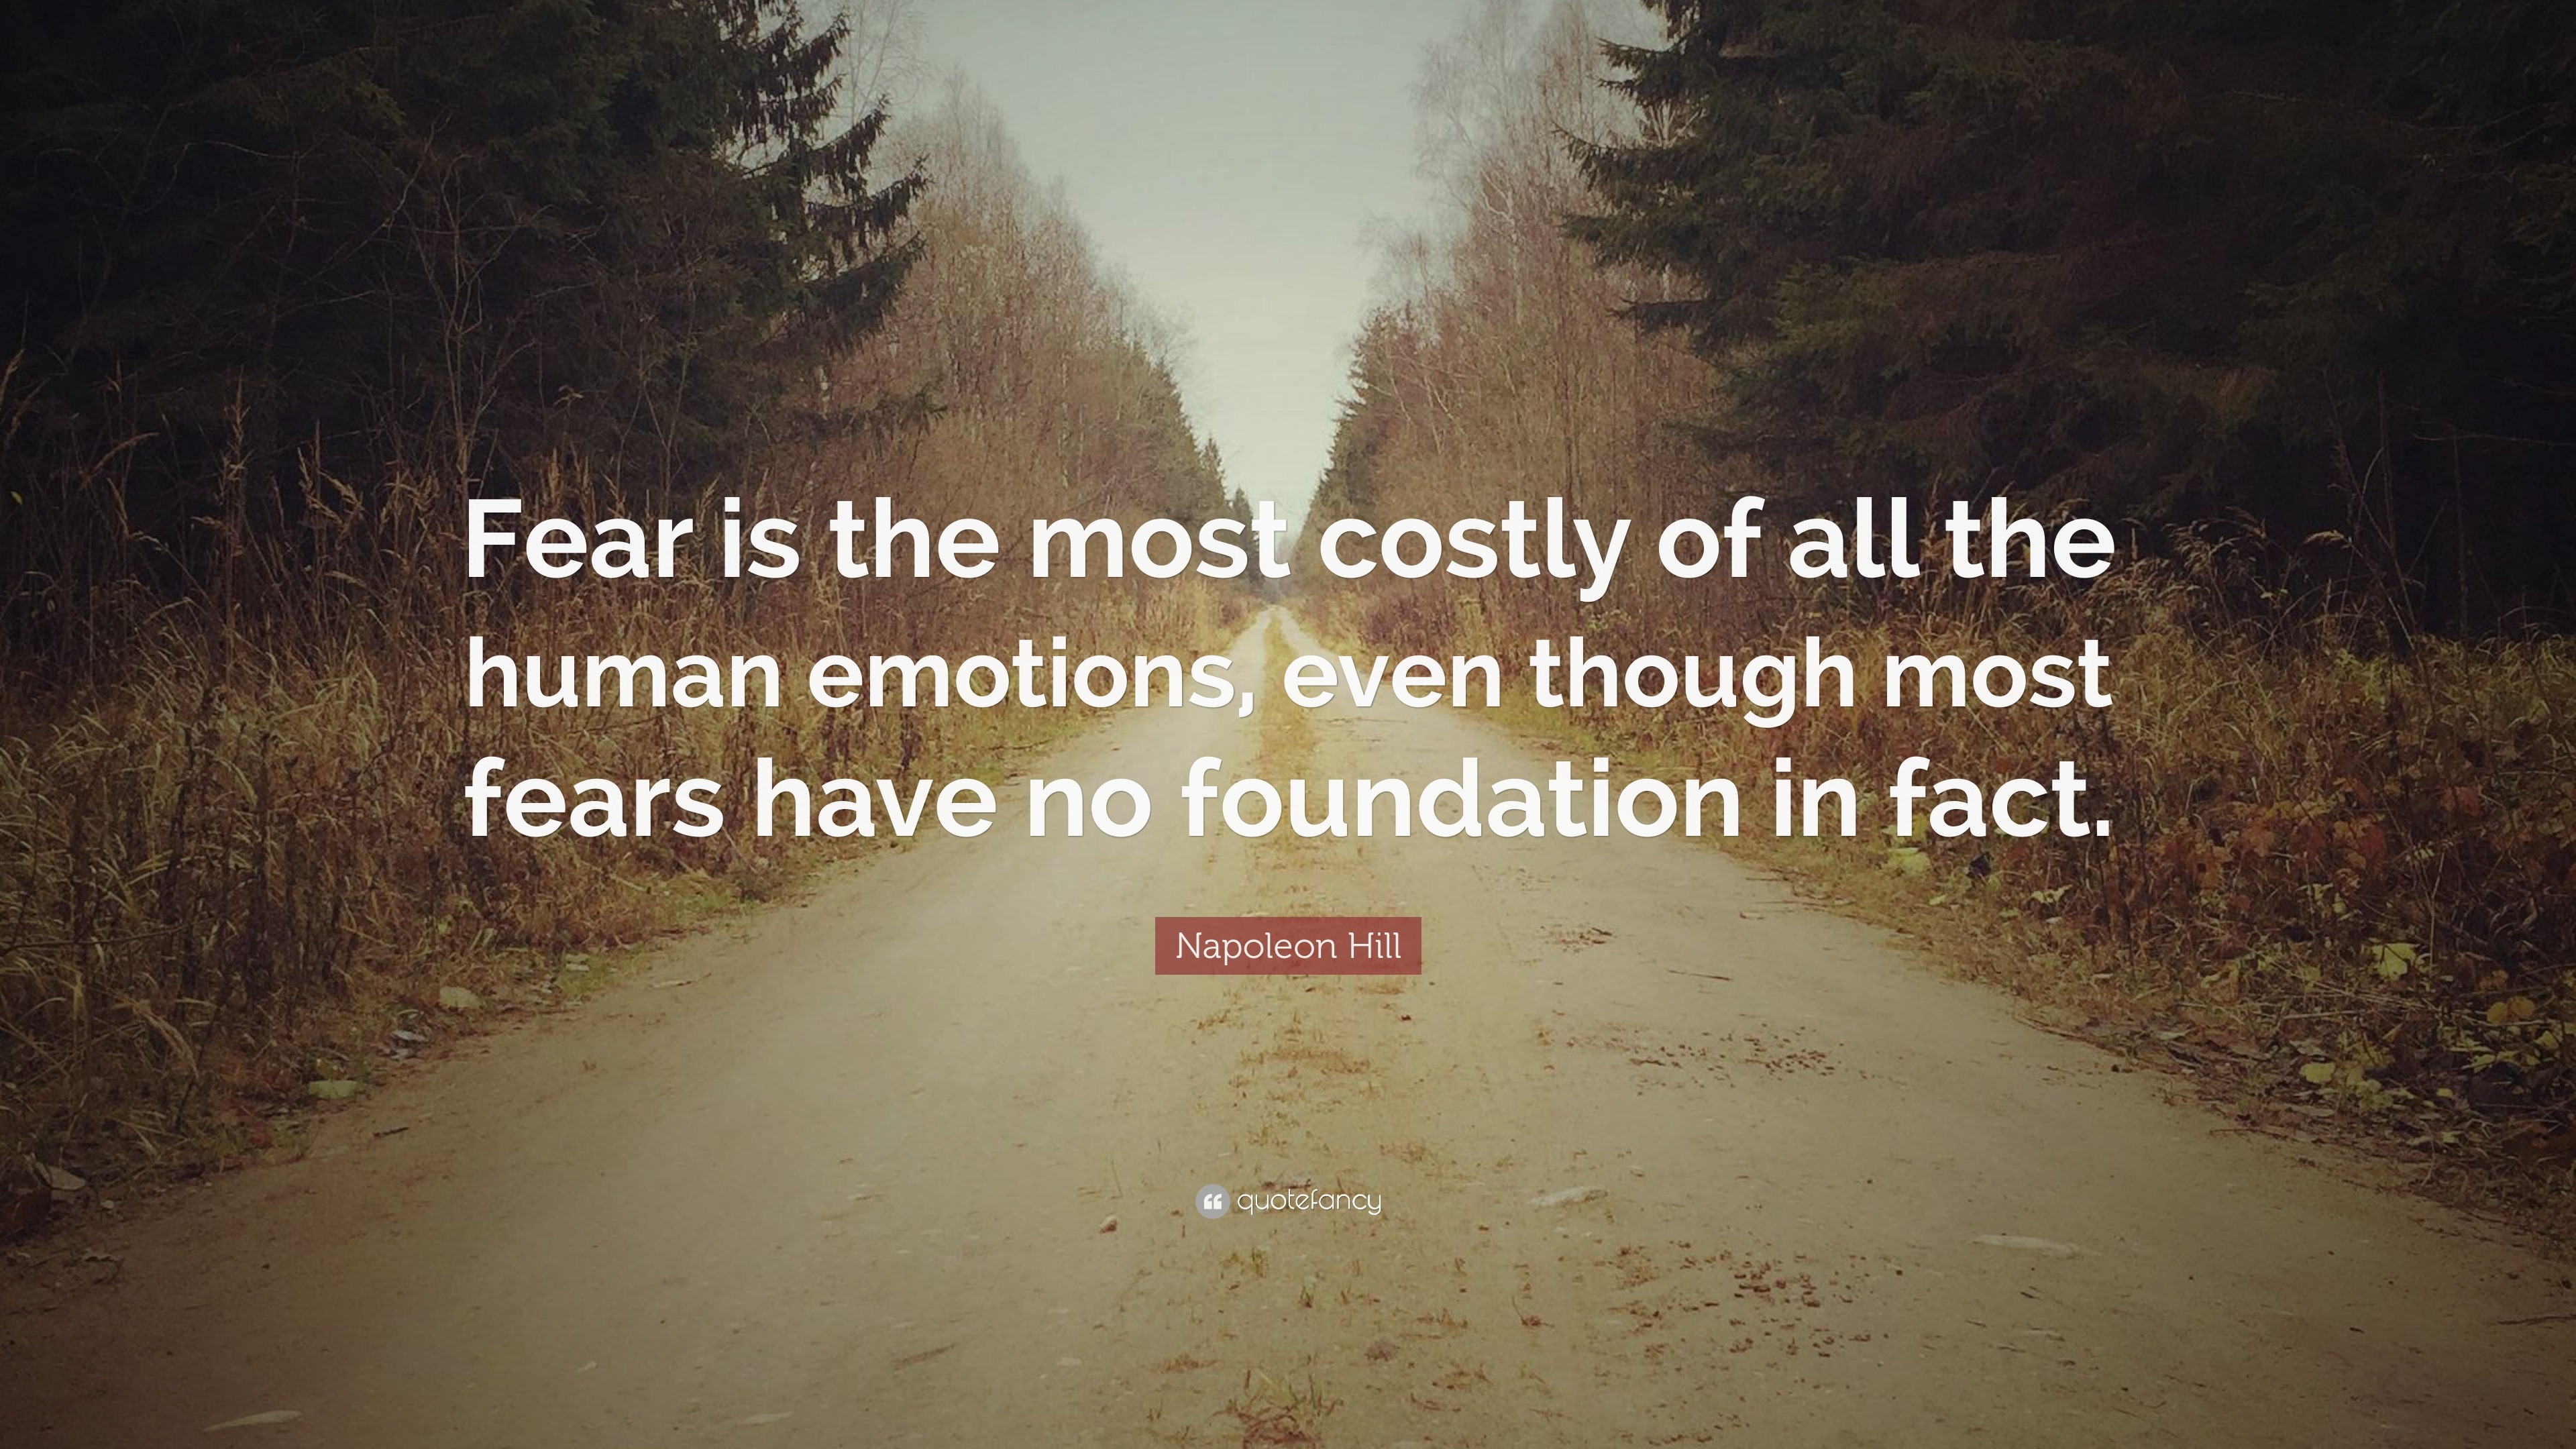 Fear is the most costly of all the
human emotions, even though most
fears have no foundation in fact.
Napoleon Hill
quotefancy